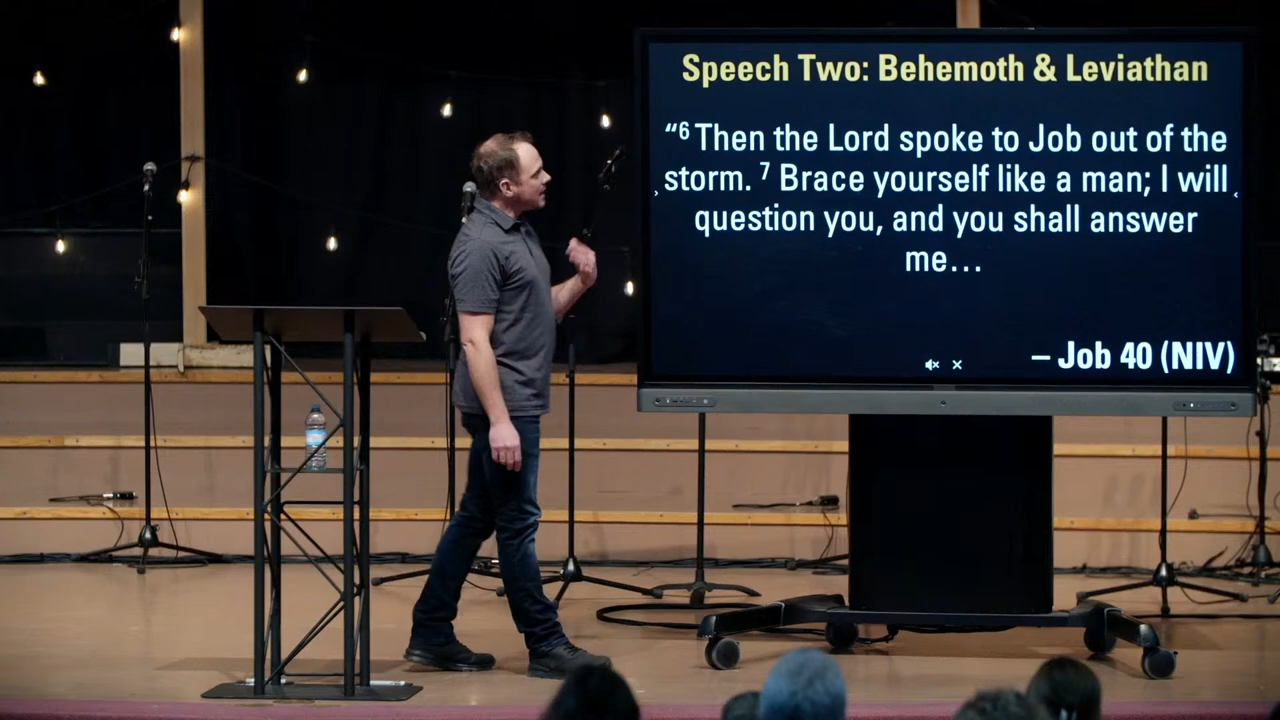 Speech Two: Behemoth & Leviathan
“⁶ Then the Lord spoke to Job out of the
storm. ⁷ Brace yourself like a man; I will
question you, and you shall answer
me…
– Job 40 (NIV)